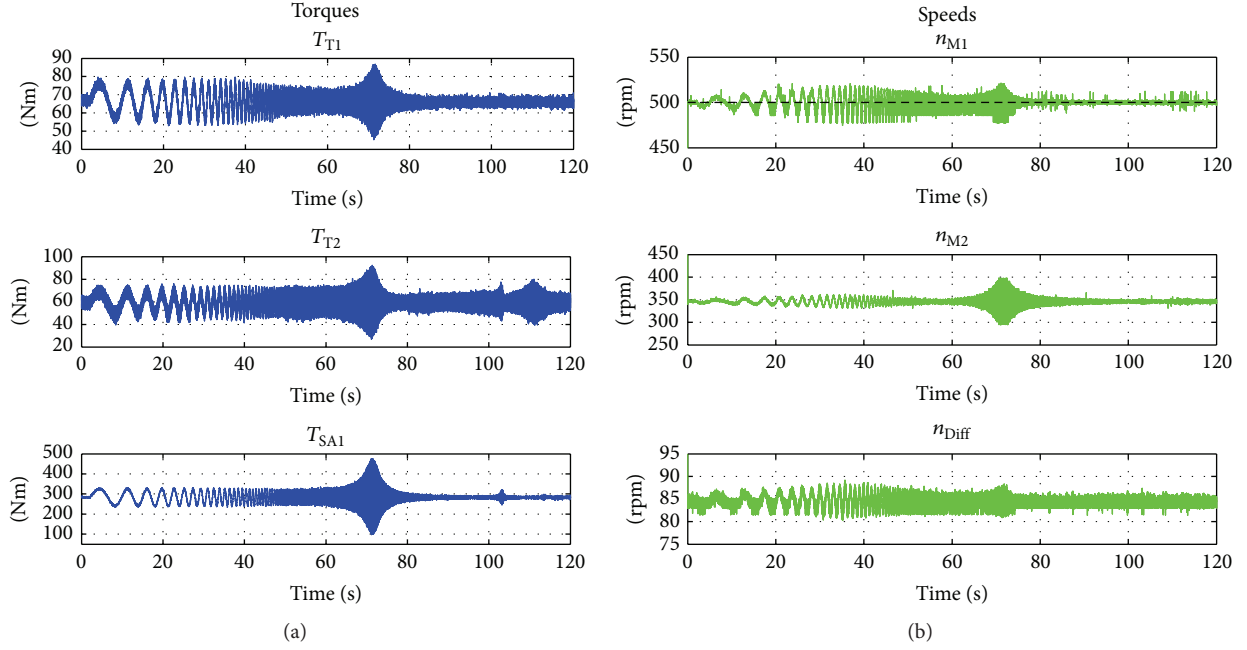 Torques
T_T1
90
80
70
60
50
40
(Nm)
0 20 40 60 80 100 120
Time (s)
T_T2
100
80
60
40
20
(Nm)
0 20 40 60 80 100 120
Time (s)
T_SA1
500
400
300
200
100
(Nm)
0 20 40 60 80 100 120
Time (s)
(a)
Speeds
n_M1
550
500
450
(rpm)
0 20 40 60 80 100 120
Time (s)
n_M2
450
400
350
300
250
(rpm)
0 20 40 60 80 100 120
Time (s)
n_Diff
95
90
85
80
75
(rpm)
0 20 40 60 80 100 120
Time (s)
(b)